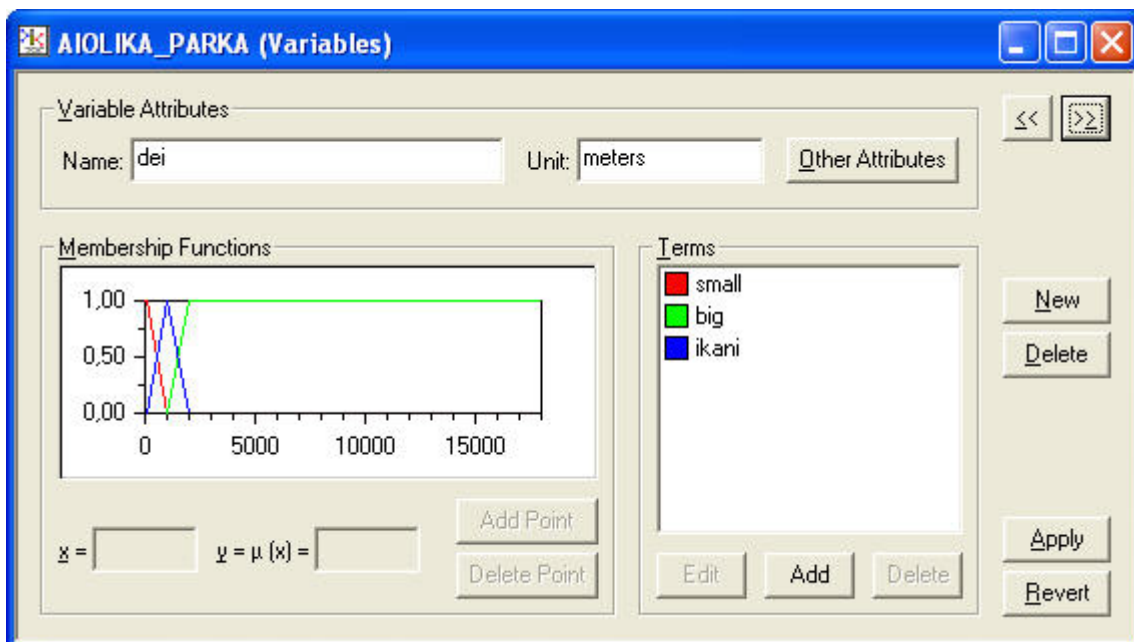 AIOLIKA_PARKA (Variables)
Variable Attributes
Name: dei Unit: meters Other Attributes
<< >>
Membership Functions
1,00
0,50
0,00
0 5000 10000 15000
x = y = µ (x) =
Add Point
Delete Point
Terms
small
big
ikani
Edit Add Delete
New
Delete
Apply
Revert